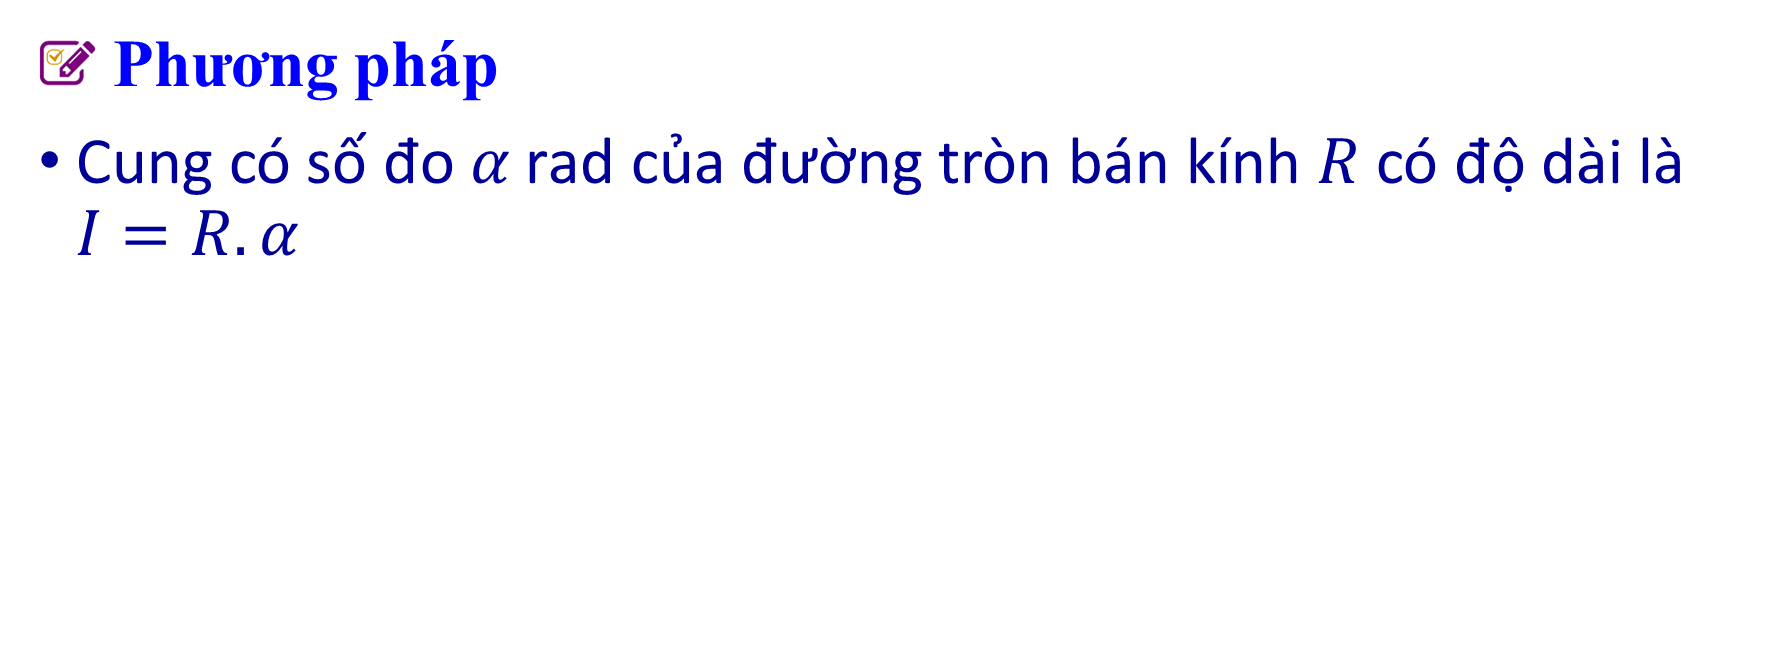 Phương pháp
• Cung có số đo 𝛼 rad của đường tròn bán kính 𝑅 có độ dài là
𝐼 = 𝑅. 𝛼